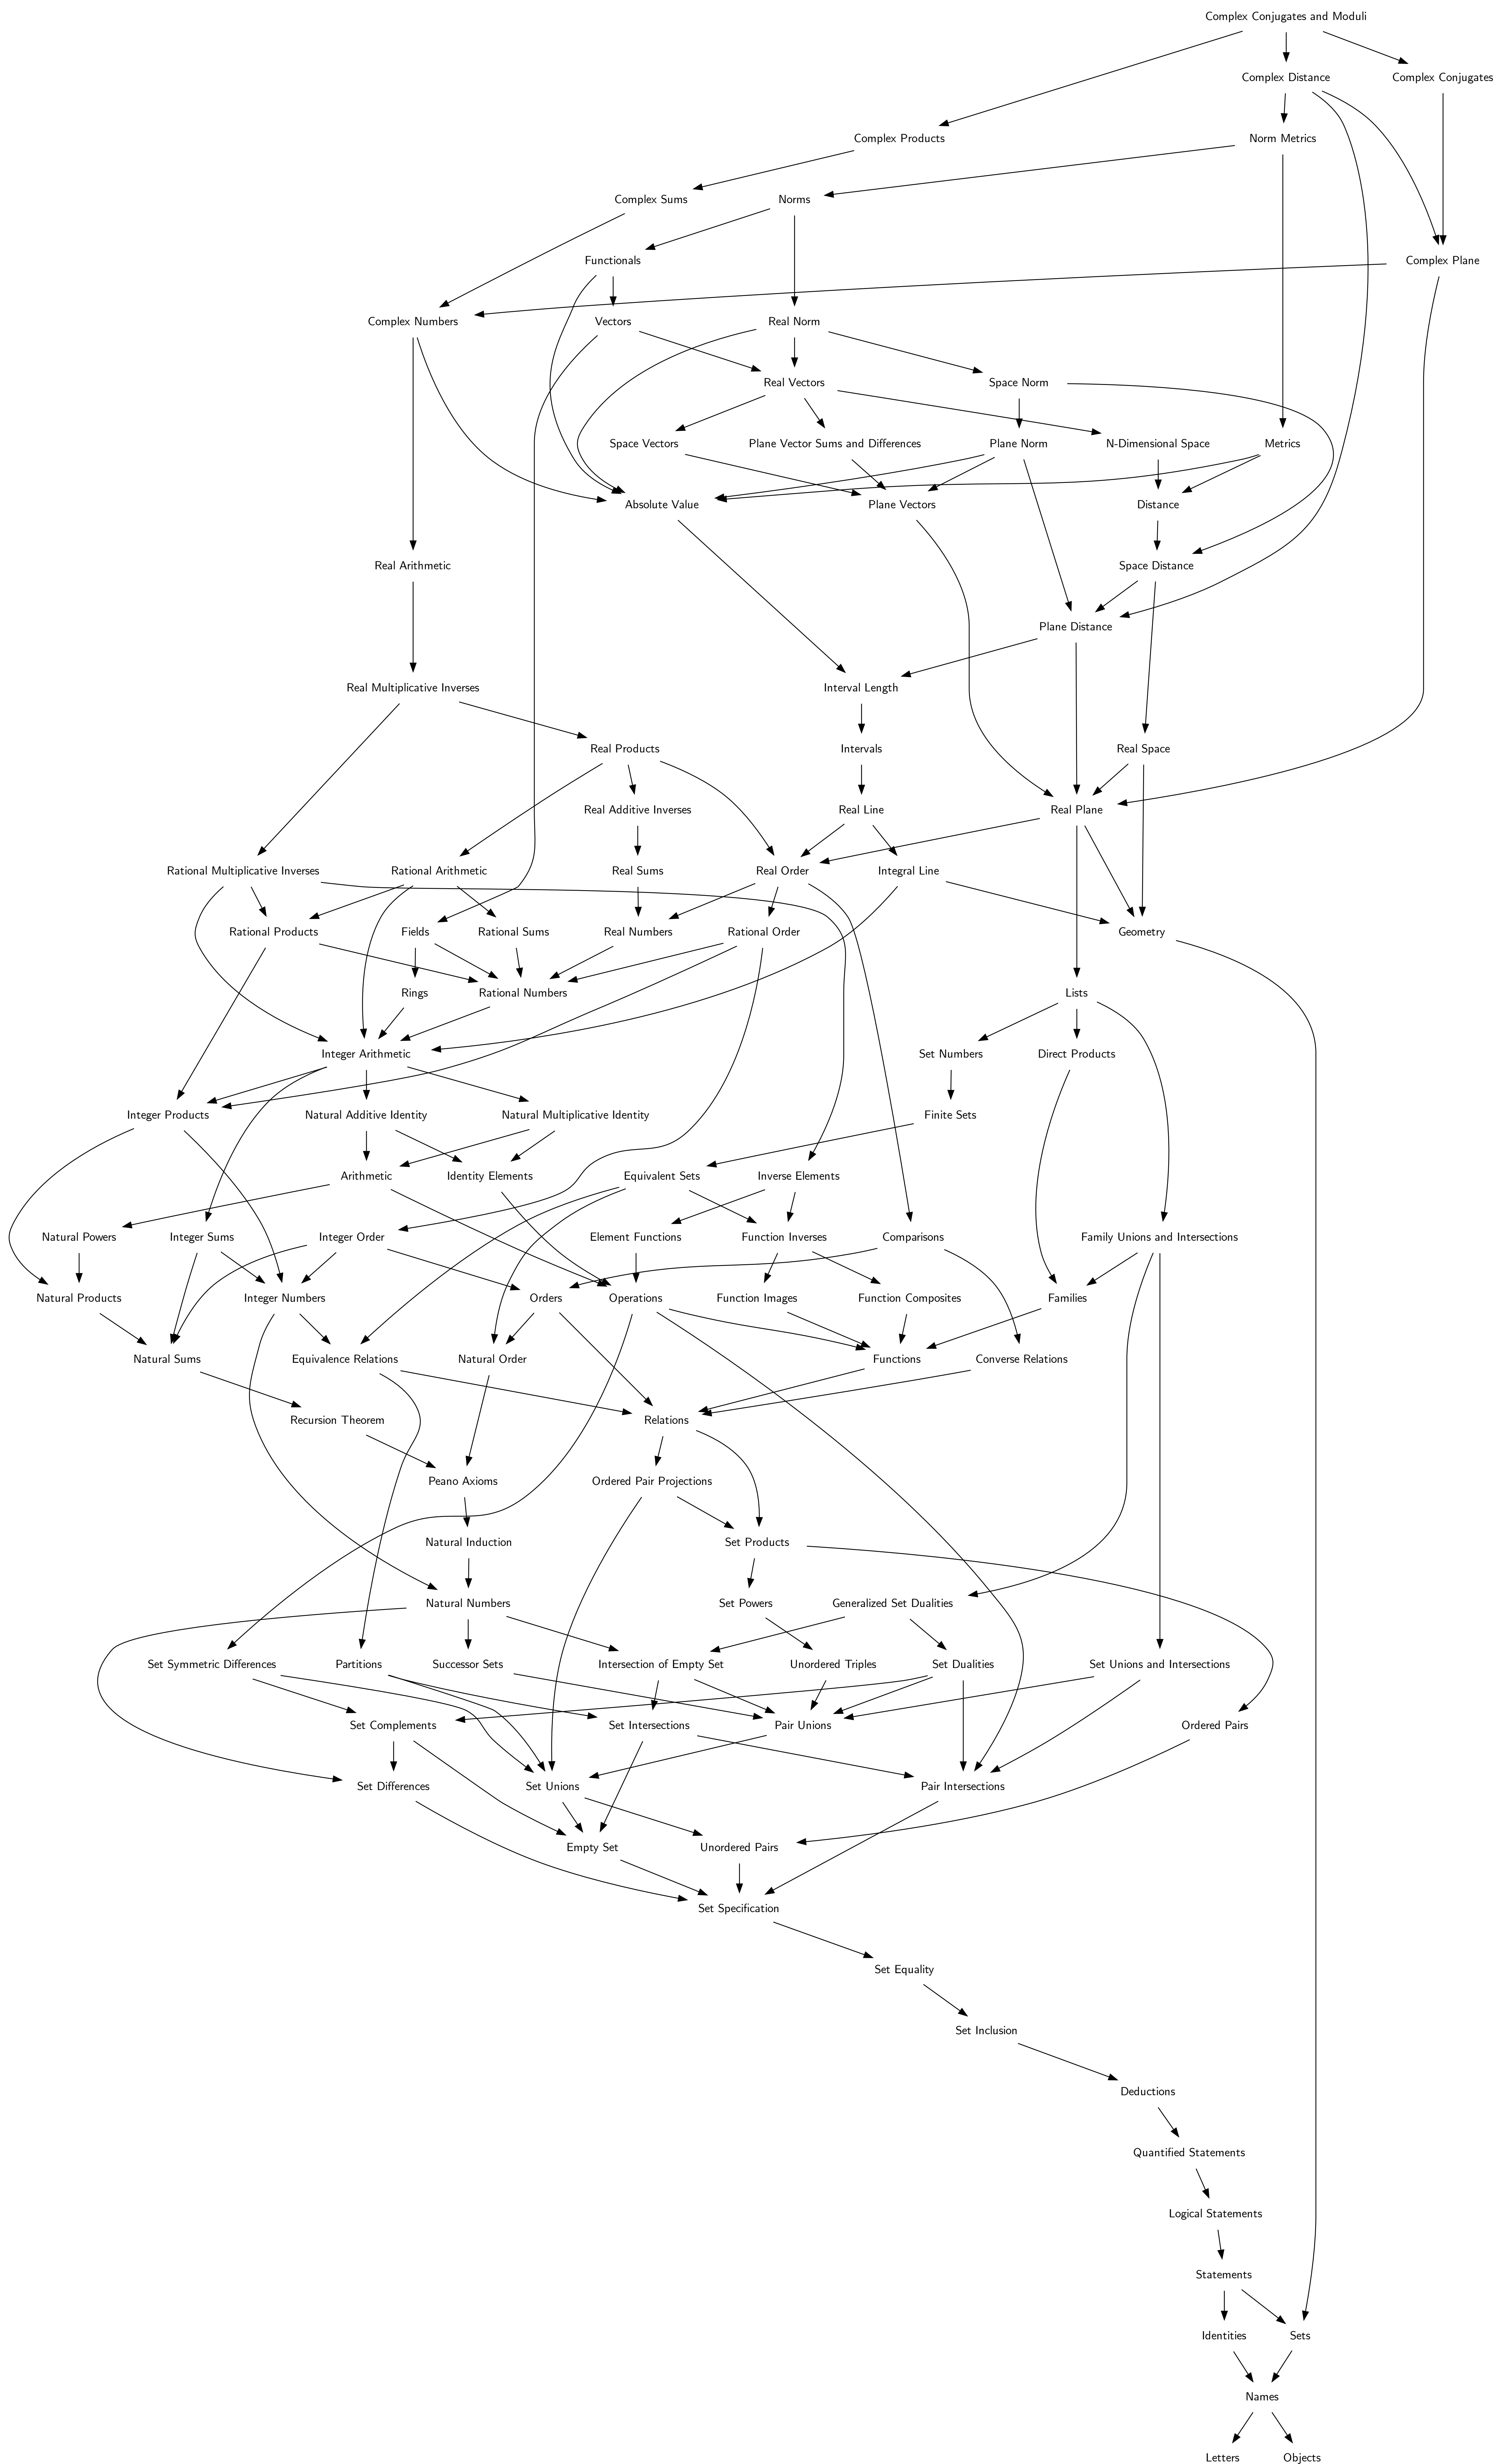 Complex Conjugates and Moduli
Complex Distance
Complex Conjugates
Complex Products
Norm Metrics
Complex Sums
Norms
Functionals
Complex Plane
Complex Numbers
Vectors
Real Norm
Real Vectors
Space Norm
Space Vectors
Plane Vector Sums and Differences
Plane Norm
N-Dimensional Space
Metrics
Absolute Value
Plane Vectors
Distance
Real Arithmetic
Space Distance
Plane Distance
Real Multiplicative Inverses
Interval Length
Real Products
Intervals
Real Space
Real Additive Inverses
Real Line
Real Plane
Rational Multiplicative Inverses
Rational Arithmetic
Real Sums
Real Order
Integral Line
Rational Products
Fields
Rational Sums
Real Numbers
Rational Order
Geometry
Rings
Rational Numbers
Lists
Integer Arithmetic
Set Numbers
Direct Products
Integer Products
Natural Additive Identity
Natural Multiplicative Identity
Finite Sets
Arithmetic
Identity Elements
Equivalent Sets
Inverse Elements
Natural Powers
Integer Sums
Integer Order
Element Functions
Function Inverses
Comparisons
Family Unions and Intersections
Natural Products
Integer Numbers
Orders
Operations
Function Images
Function Composites
Families
Natural Sums
Equivalence Relations
Natural Order
Functions
Converse Relations
Recursion Theorem
Relations
Peano Axioms
Ordered Pair Projections
Natural Induction
Set Products
Natural Numbers
Set Powers
Generalized Set Dualities
Set Symmetric Differences
Partitions
Successor Sets
Intersection of Empty Set
Unordered Triples
Set Dualities
Set Unions and Intersections
Set Complements
Set Intersections
Pair Unions
Ordered Pairs
Set Differences
Set Unions
Pair Intersections
Empty Set
Unordered Pairs
Set Specification
Set Equality
Set Inclusion
Deductions
Quantified Statements
Logical Statements
Statements
Identities
Sets
Names
Letters
Objects